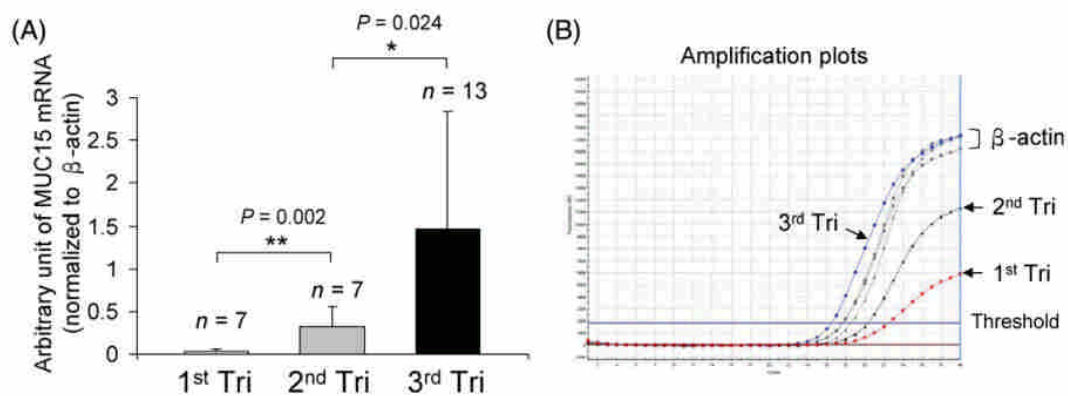 (A)
P = 0.024
*
n = 13
P = 0.002
**
n = 7
n = 7
Arbitrary unit of MUC15 mRNA
(normalized to β-actin)
3
2.5
2
1.5
1
0.5
0
1st Tri
2nd Tri
3rd Tri
(B)
Amplification plots
β-actin
3rd Tri
2nd Tri
1st Tri
Threshold